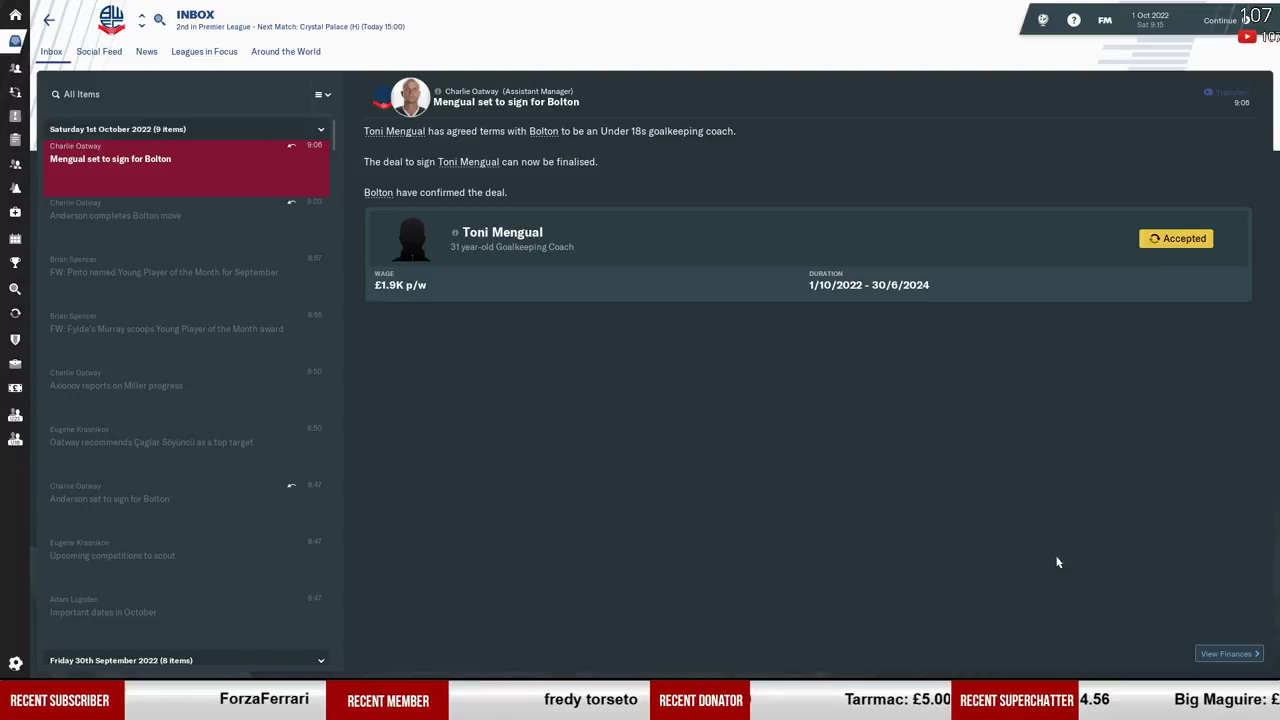 INBOX
2nd in Premier League - Next Match: Crystal Palace (H) (Today 15:00)
FM
1 Oct 2022
Sat 9:15
Continue
107
Inbox
Social Feed
News
Leagues in Focus
Around the World
All Items
Saturday 1st October 2022 (9 items)
Charlie Oatway
9:06
Mengual set to sign for Bolton
Charlie Oatway
9:03
Anderson completes Bolton move
Brian Spencer
8:57
FW: Pinto named Young Player of the Month for September
Brian Spencer
8:55
FW: Fylde's Murray scoops Young Player of the Month award
Charlie Oatway
8:50
Axionov reports on Miller progress
Eugene Krasnikov
8:50
Oatway recommends Çağlar Söyüncü as a top target
Charlie Oatway
8:47
Anderson set to sign for Bolton
Eugene Krasnikov
8:47
Upcoming competitions to scout
Adam Lugsden
8:47
Important dates in October
Friday 30th September 2022 (8 items)
Charlie Oatway (Assistant Manager)
Mengual set to sign for Bolton
Transfers
9:06
Toni Mengual has agreed terms with Bolton to be an Under 18s goalkeeping coach.
The deal to sign Toni Mengual can now be finalised.
Bolton have confirmed the deal.
Toni Mengual
31 year-old Goalkeeping Coach
Accepted
WAGE
£1.9K p/w
DURATION
1/10/2022 - 30/6/2024
View Finances
RECENT SUBSCRIBER
ForzaFerrari
RECENT MEMBER
fredy torseto
RECENT DONATOR
Tarrmac: £5.00
RECENT SUPERCHATTER
4.56
Big Maguire: £